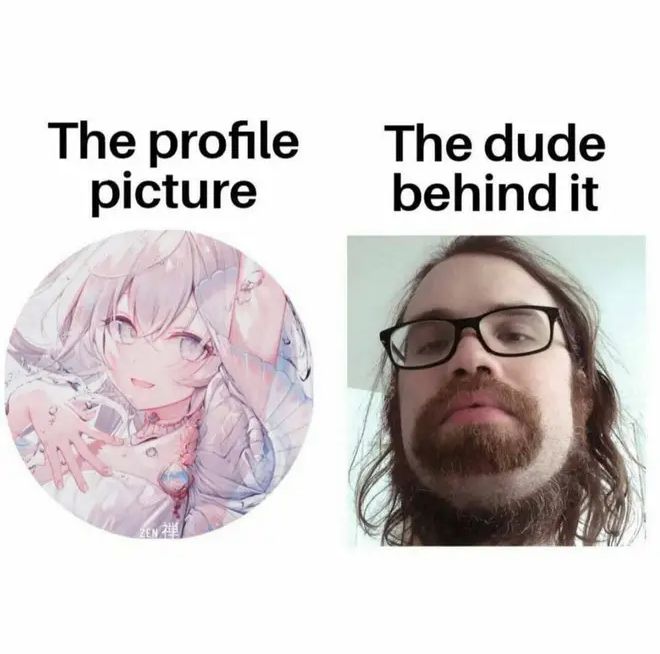 The profile
picture
The dude
behind it
ZEN 禅